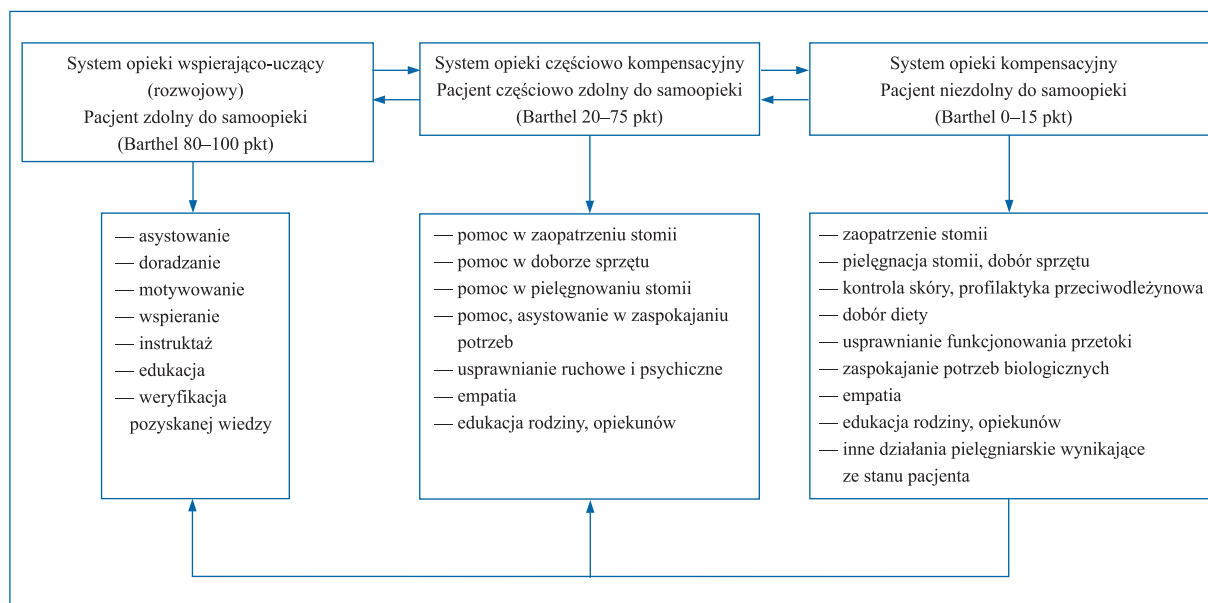 System opieki wspierająco-uczący
(rozwojowy)
Pacjent zdolny do samoopieki
(Barthel 80–100 pkt)
System opieki częściowo kompensacyjny
Pacjent częściowo zdolny do samoopieki
(Barthel 20–75 pkt)
System opieki kompensacyjny
Pacjent niezdolny do samoopieki
(Barthel 0–15 pkt)
— asystowanie
— doradzanie
— motywowanie
— wspieranie
— instruktaż
— edukacja
— weryfikacja
pozyskanej wiedzy
— pomoc w zaopatrzeniu stomii
— pomoc w doborze sprzętu
— pomoc w pielęgnowaniu stomii
— pomoc, asystowanie w zaspokajaniu
potrzeb
— usprawnianie ruchowe i psychiczne
— empatia
— edukacja rodziny, opiekunów
— zaopatrzenie stomii
— pielęgnacja stomii, dobór sprzętu
— kontrola skóry, profilaktyka przeciwodleżynowa
— dobór diety
— usprawnianie funkcjonowania przetoki
— zaspokajanie potrzeb biologicznych
— empatia
— edukacja rodziny, opiekunów
— inne działania pielęgniarskie wynikające
ze stanu pacjenta